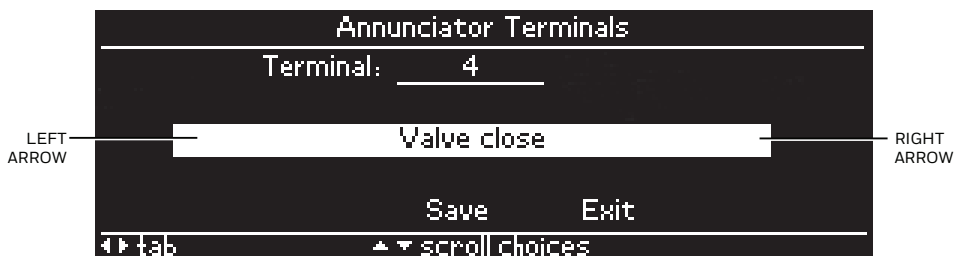 Annunciator Terminals
Terminal: 4
LEFT ARROW
Valve close
RIGHT ARROW
Save Exit
◄► tab ▲▼ scroll choices